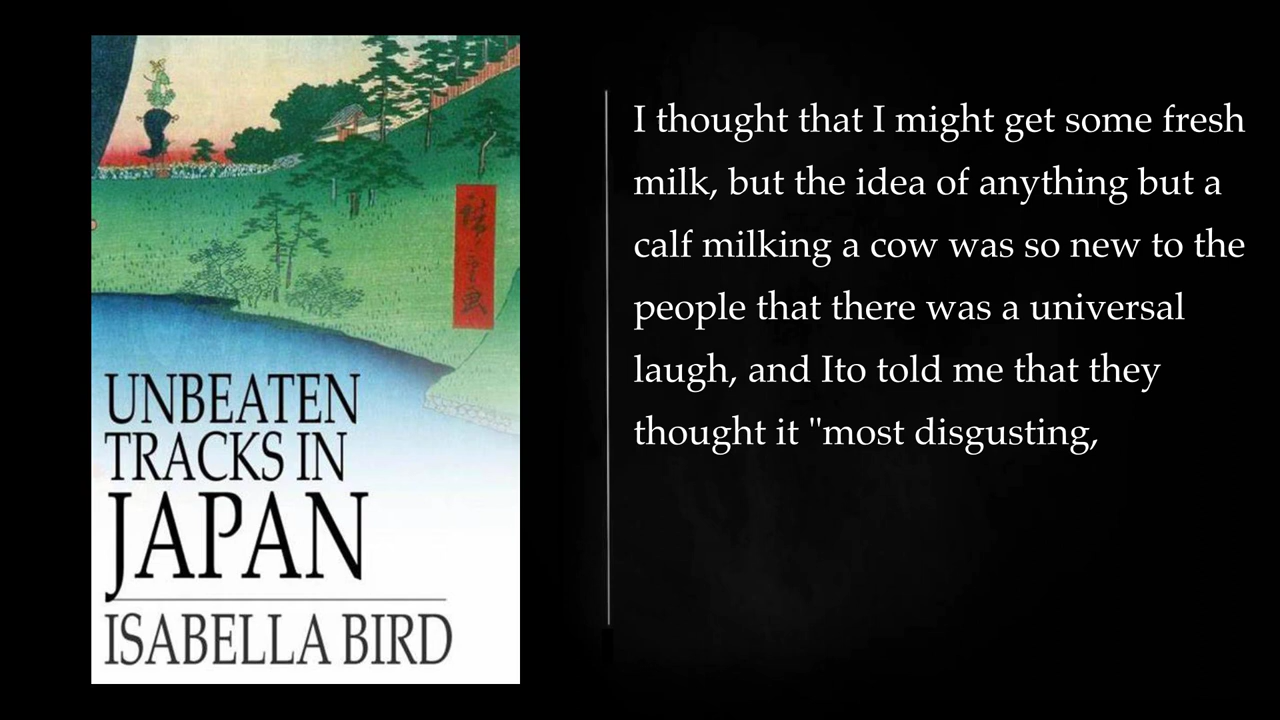 UNBEATEN
TRACKS IN
JAPAN
ISABELLA BIRD
I thought that I might get some fresh
milk, but the idea of anything but a
calf milking a cow was so new to the
people that there was a universal
laugh, and Ito told me that they
thought it "most disgusting,